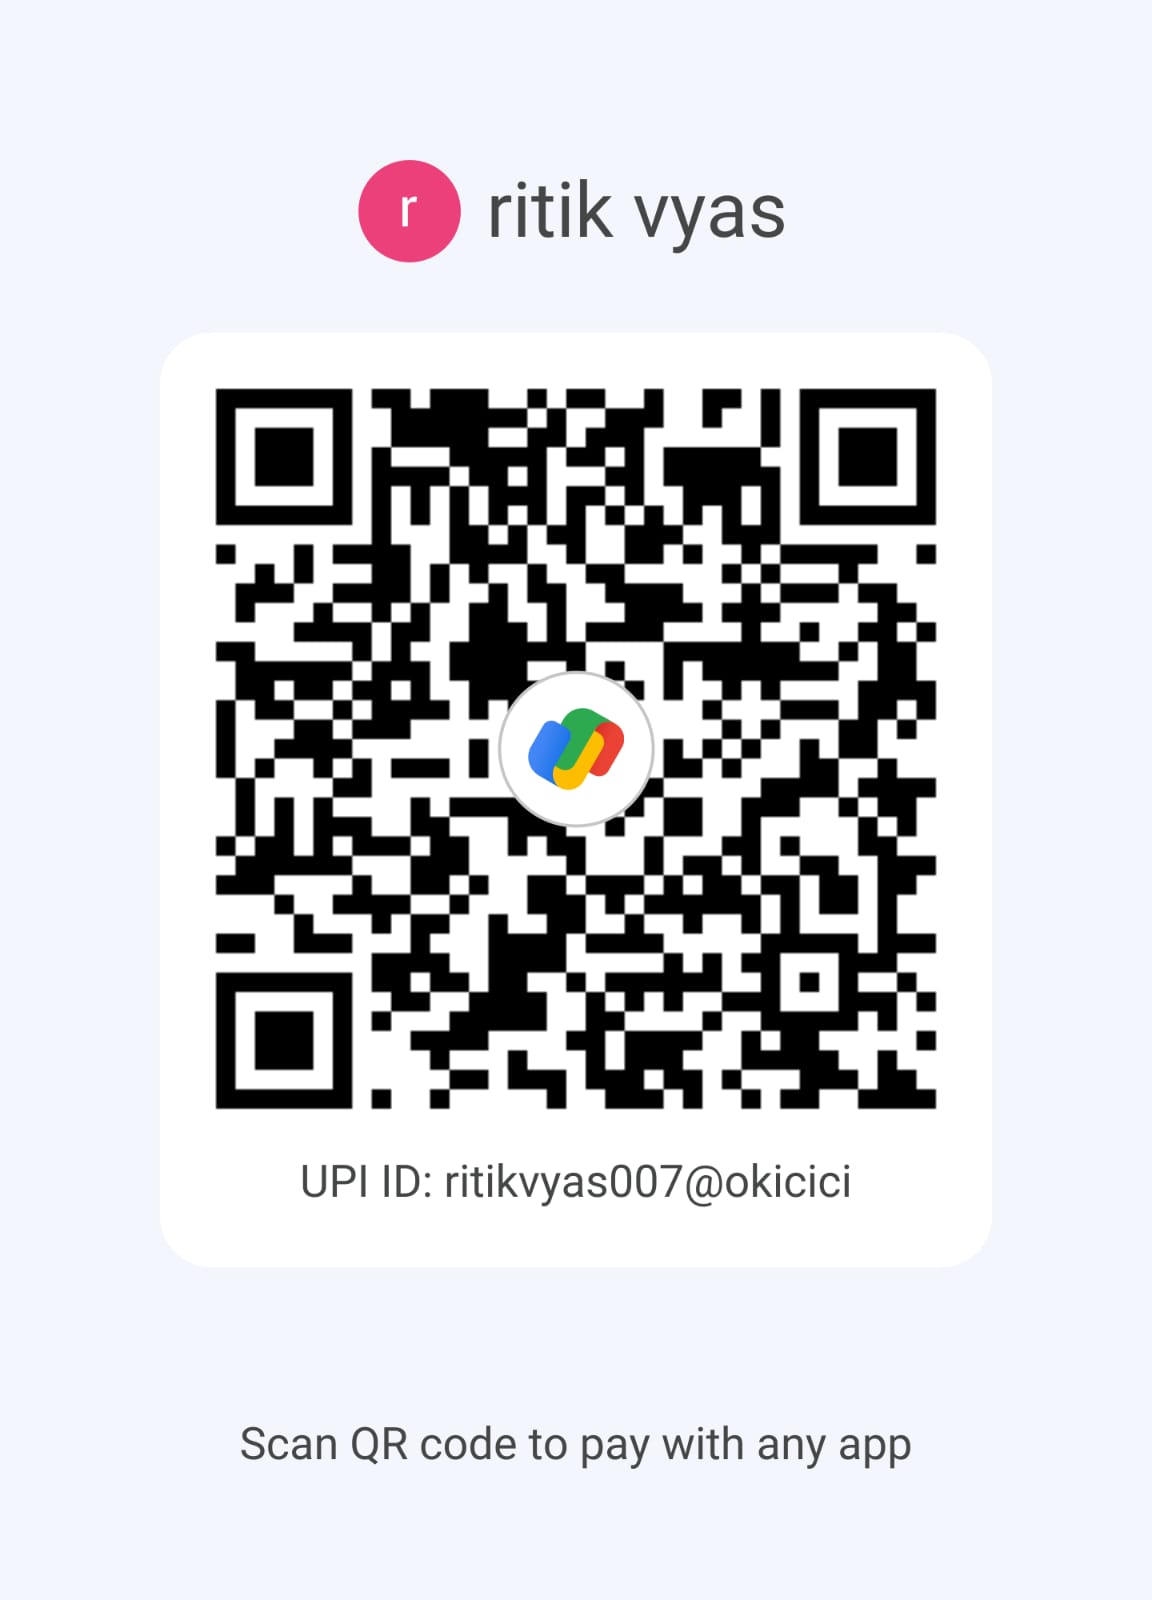 r ritik vyas
UPI ID: ritikvyas007@okicici
Scan QR code to pay with any app